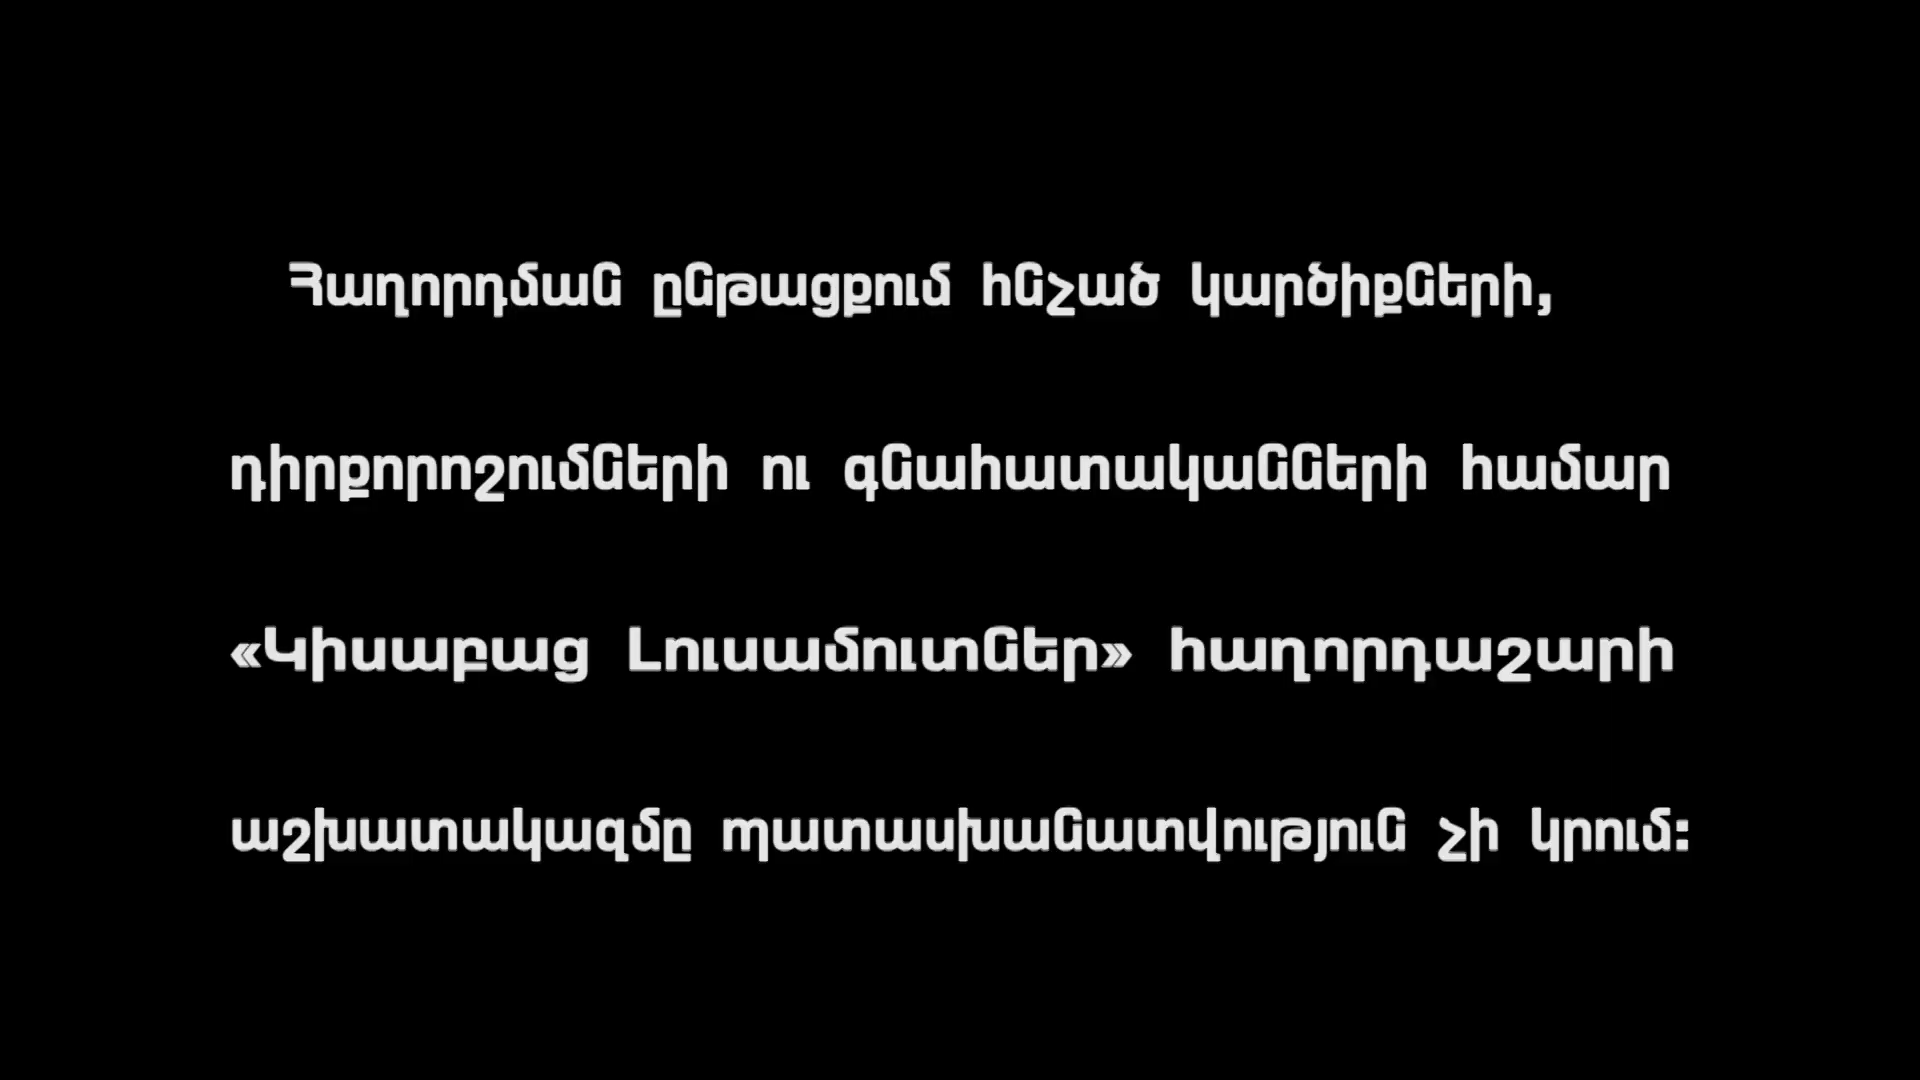 Հաղորդման ընթացքում հնչած կարծիքների,
դիրքորոշումների ու գնահատականների համար
«Կիսաբաց Լուսամուտներ» հաղորդաշարի
աշխատակազմը պատասխանատվություն չի կրում: